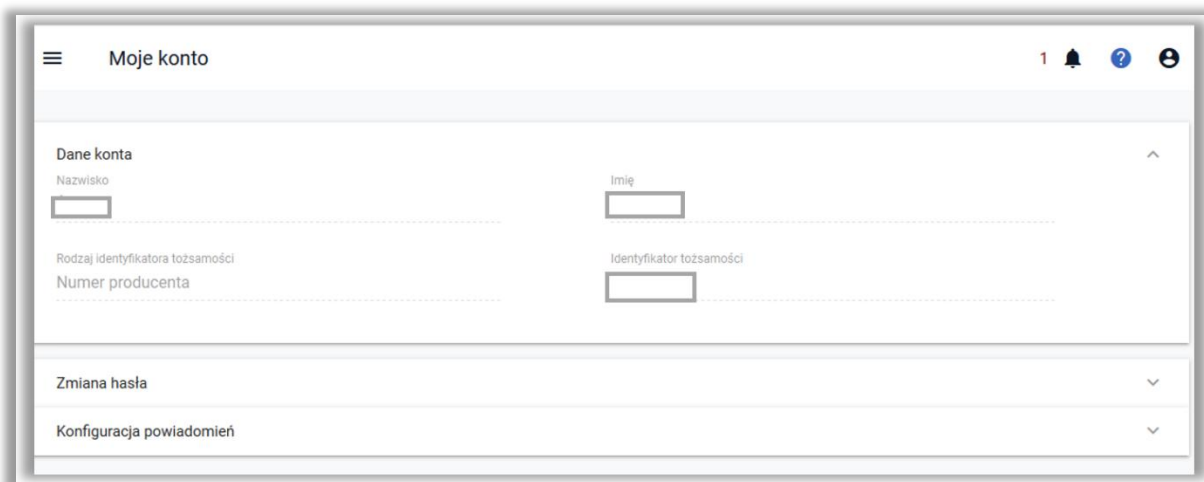 Moje konto
1
Dane konta
Nazwisko
Imię
Rodzaj identyfikatora tożsamości
Identyfikator tożsamości
Numer producenta
Zmiana hasła
Konfiguracja powiadomień